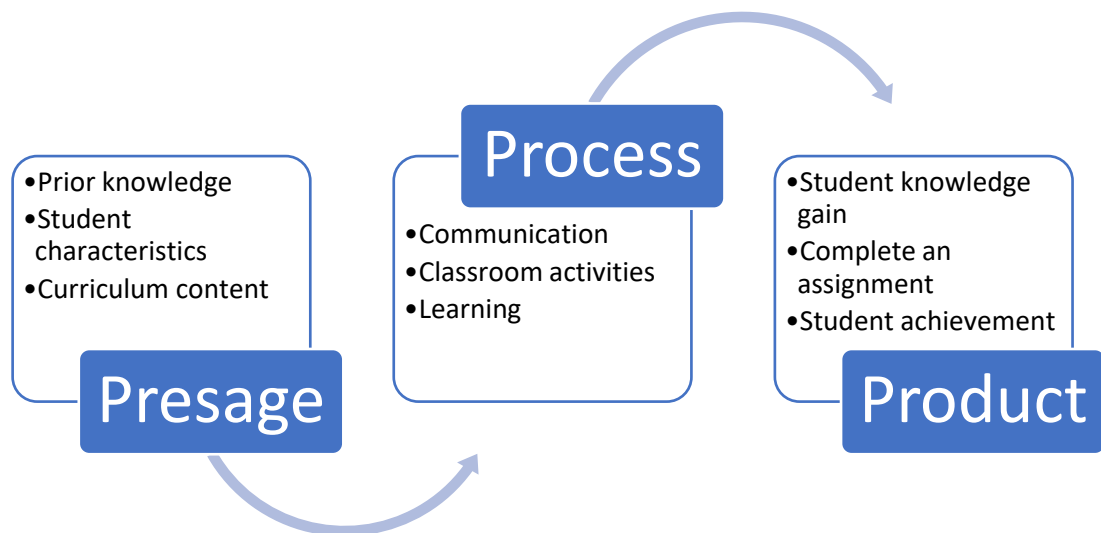 •Prior knowledge
•Student
characteristics
•Curriculum content
Presage
Process
•Communication
•Classroom activities
•Learning
•Student knowledge
gain
•Complete an
assignment
•Student achievement
Product